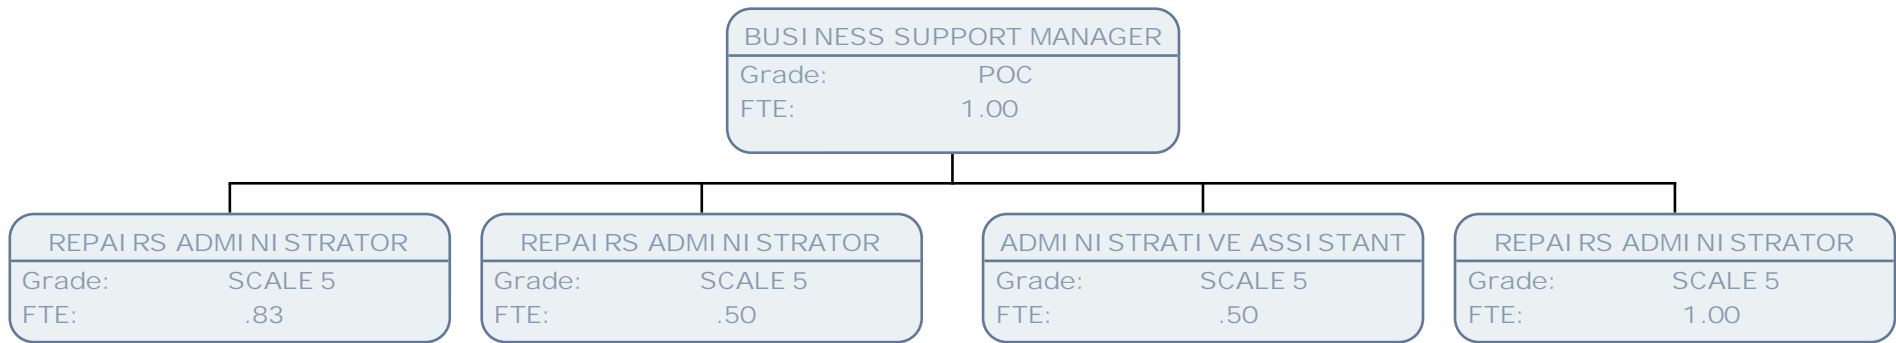 BUSINESS SUPPORT MANAGER
Grade: POC
FTE: 1.00
REPAIRS ADMINISTRATOR
Grade: SCALE 5
FTE: .83
REPAIRS ADMINISTRATOR
Grade: SCALE 5
FTE: .50
ADMINISTRATIVE ASSISTANT
Grade: SCALE 5
FTE: .50
REPAIRS ADMINISTRATOR
Grade: SCALE 5
FTE: 1.00